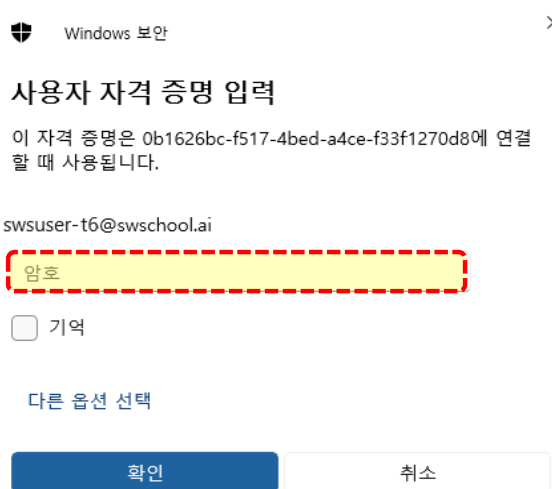 Windows 보안
사용자 자격 증명 입력
이 자격 증명은 0b1626bc-f517-4bed-a4ce-f33f1270d8에 연결
할 때 사용됩니다.
swsuser-t6@swschool.ai
암호
기억
다른 옵션 선택
확인
취소